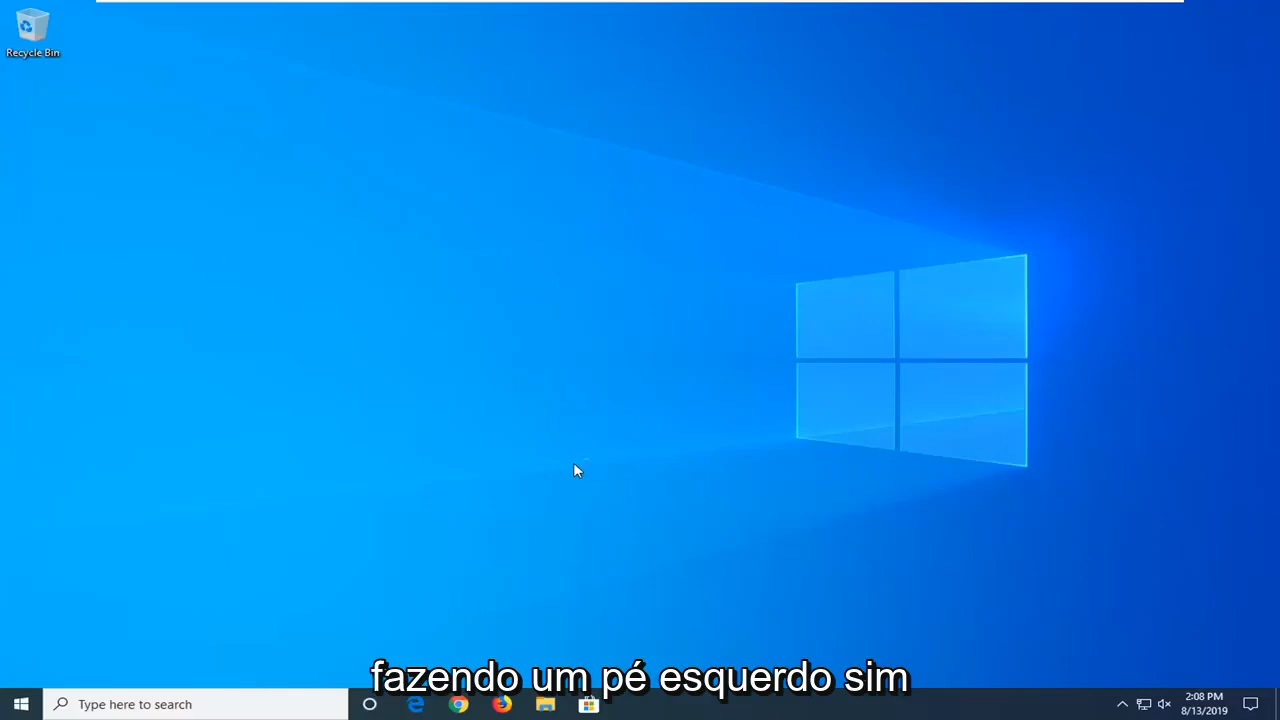 Recycle Bin
fazendo um pé esquerdo sim
Type here to search
2:08 PM
8/13/2019